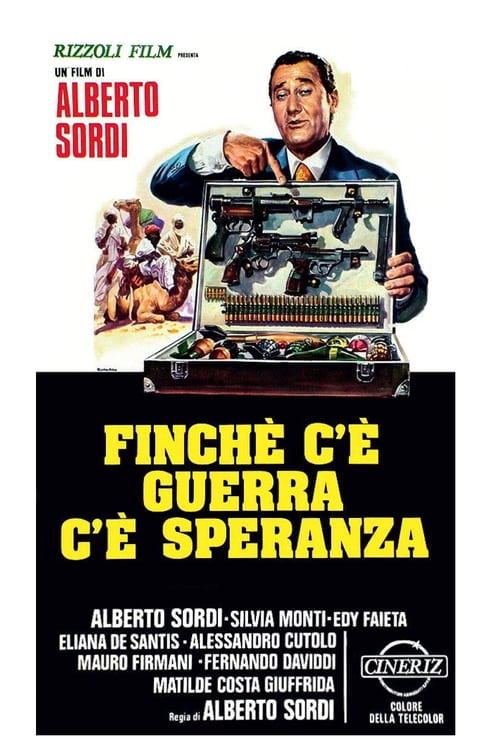 RIZZOLI FILM PRESENTA
UN FILM DI
ALBERTO
SORDI
FINCHÈ C'È
GUERRA
C'È SPERANZA
ALBERTO SORDI·SILVIA MONTI·EDY FAIETA
ELIANA DE SANTIS·ALESSANDRO CUTOLO
MAURO FIRMANI·FERNANDO DAVIDDI
MATILDE COSTA GIUFFRIDA
Regia di ALBERTO SORDI
CINERIZ
COLORE
DELLA TELECOLOR